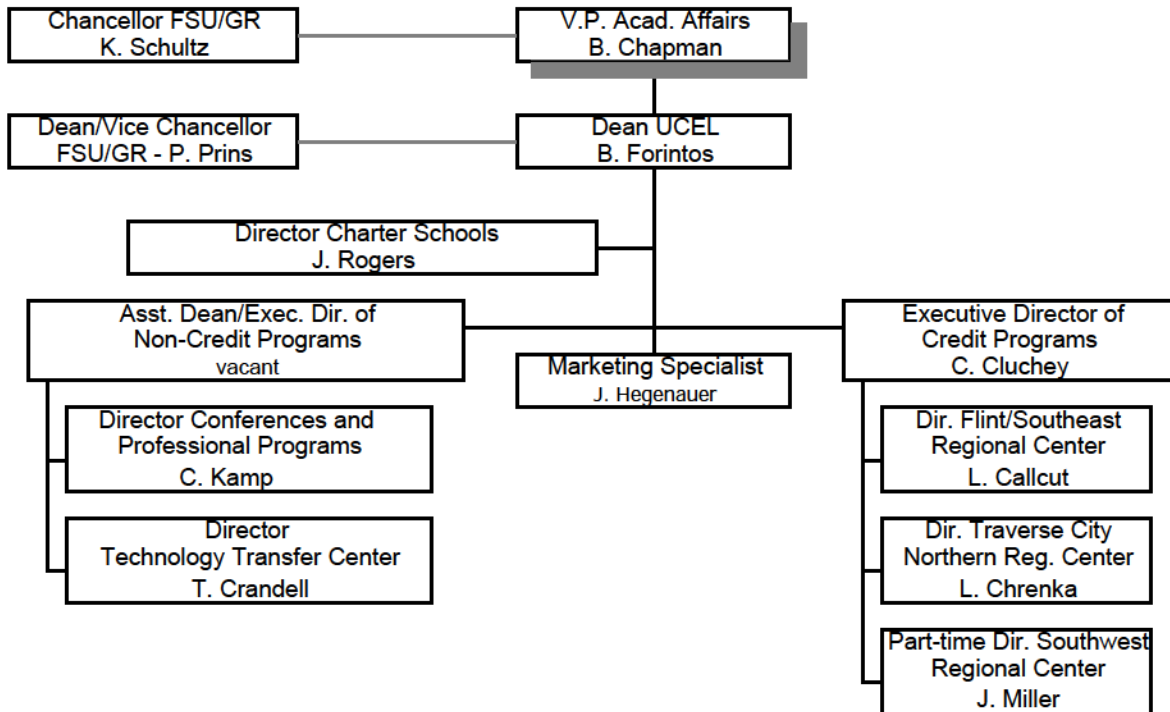 Chancellor FSU/GR
K. Schultz
V.P. Acad. Affairs
B. Chapman
Dean/Vice Chancellor
FSU/GR - P. Prins
Dean UCEL
B. Forintos
Director Charter Schools
J. Rogers
Asst. Dean/Exec. Dir. of
Non-Credit Programs
vacant
Marketing Specialist
J. Hegenauer
Executive Director of
Credit Programs
C. Cluchey
Director Conferences and
Professional Programs
C. Kamp
Director
Technology Transfer Center
T. Crandell
Dir. Flint/Southeast
Regional Center
L. Callcut
Dir. Traverse City
Northern Reg. Center
L. Chrenka
Part-time Dir. Southwest
Regional Center
J. Miller